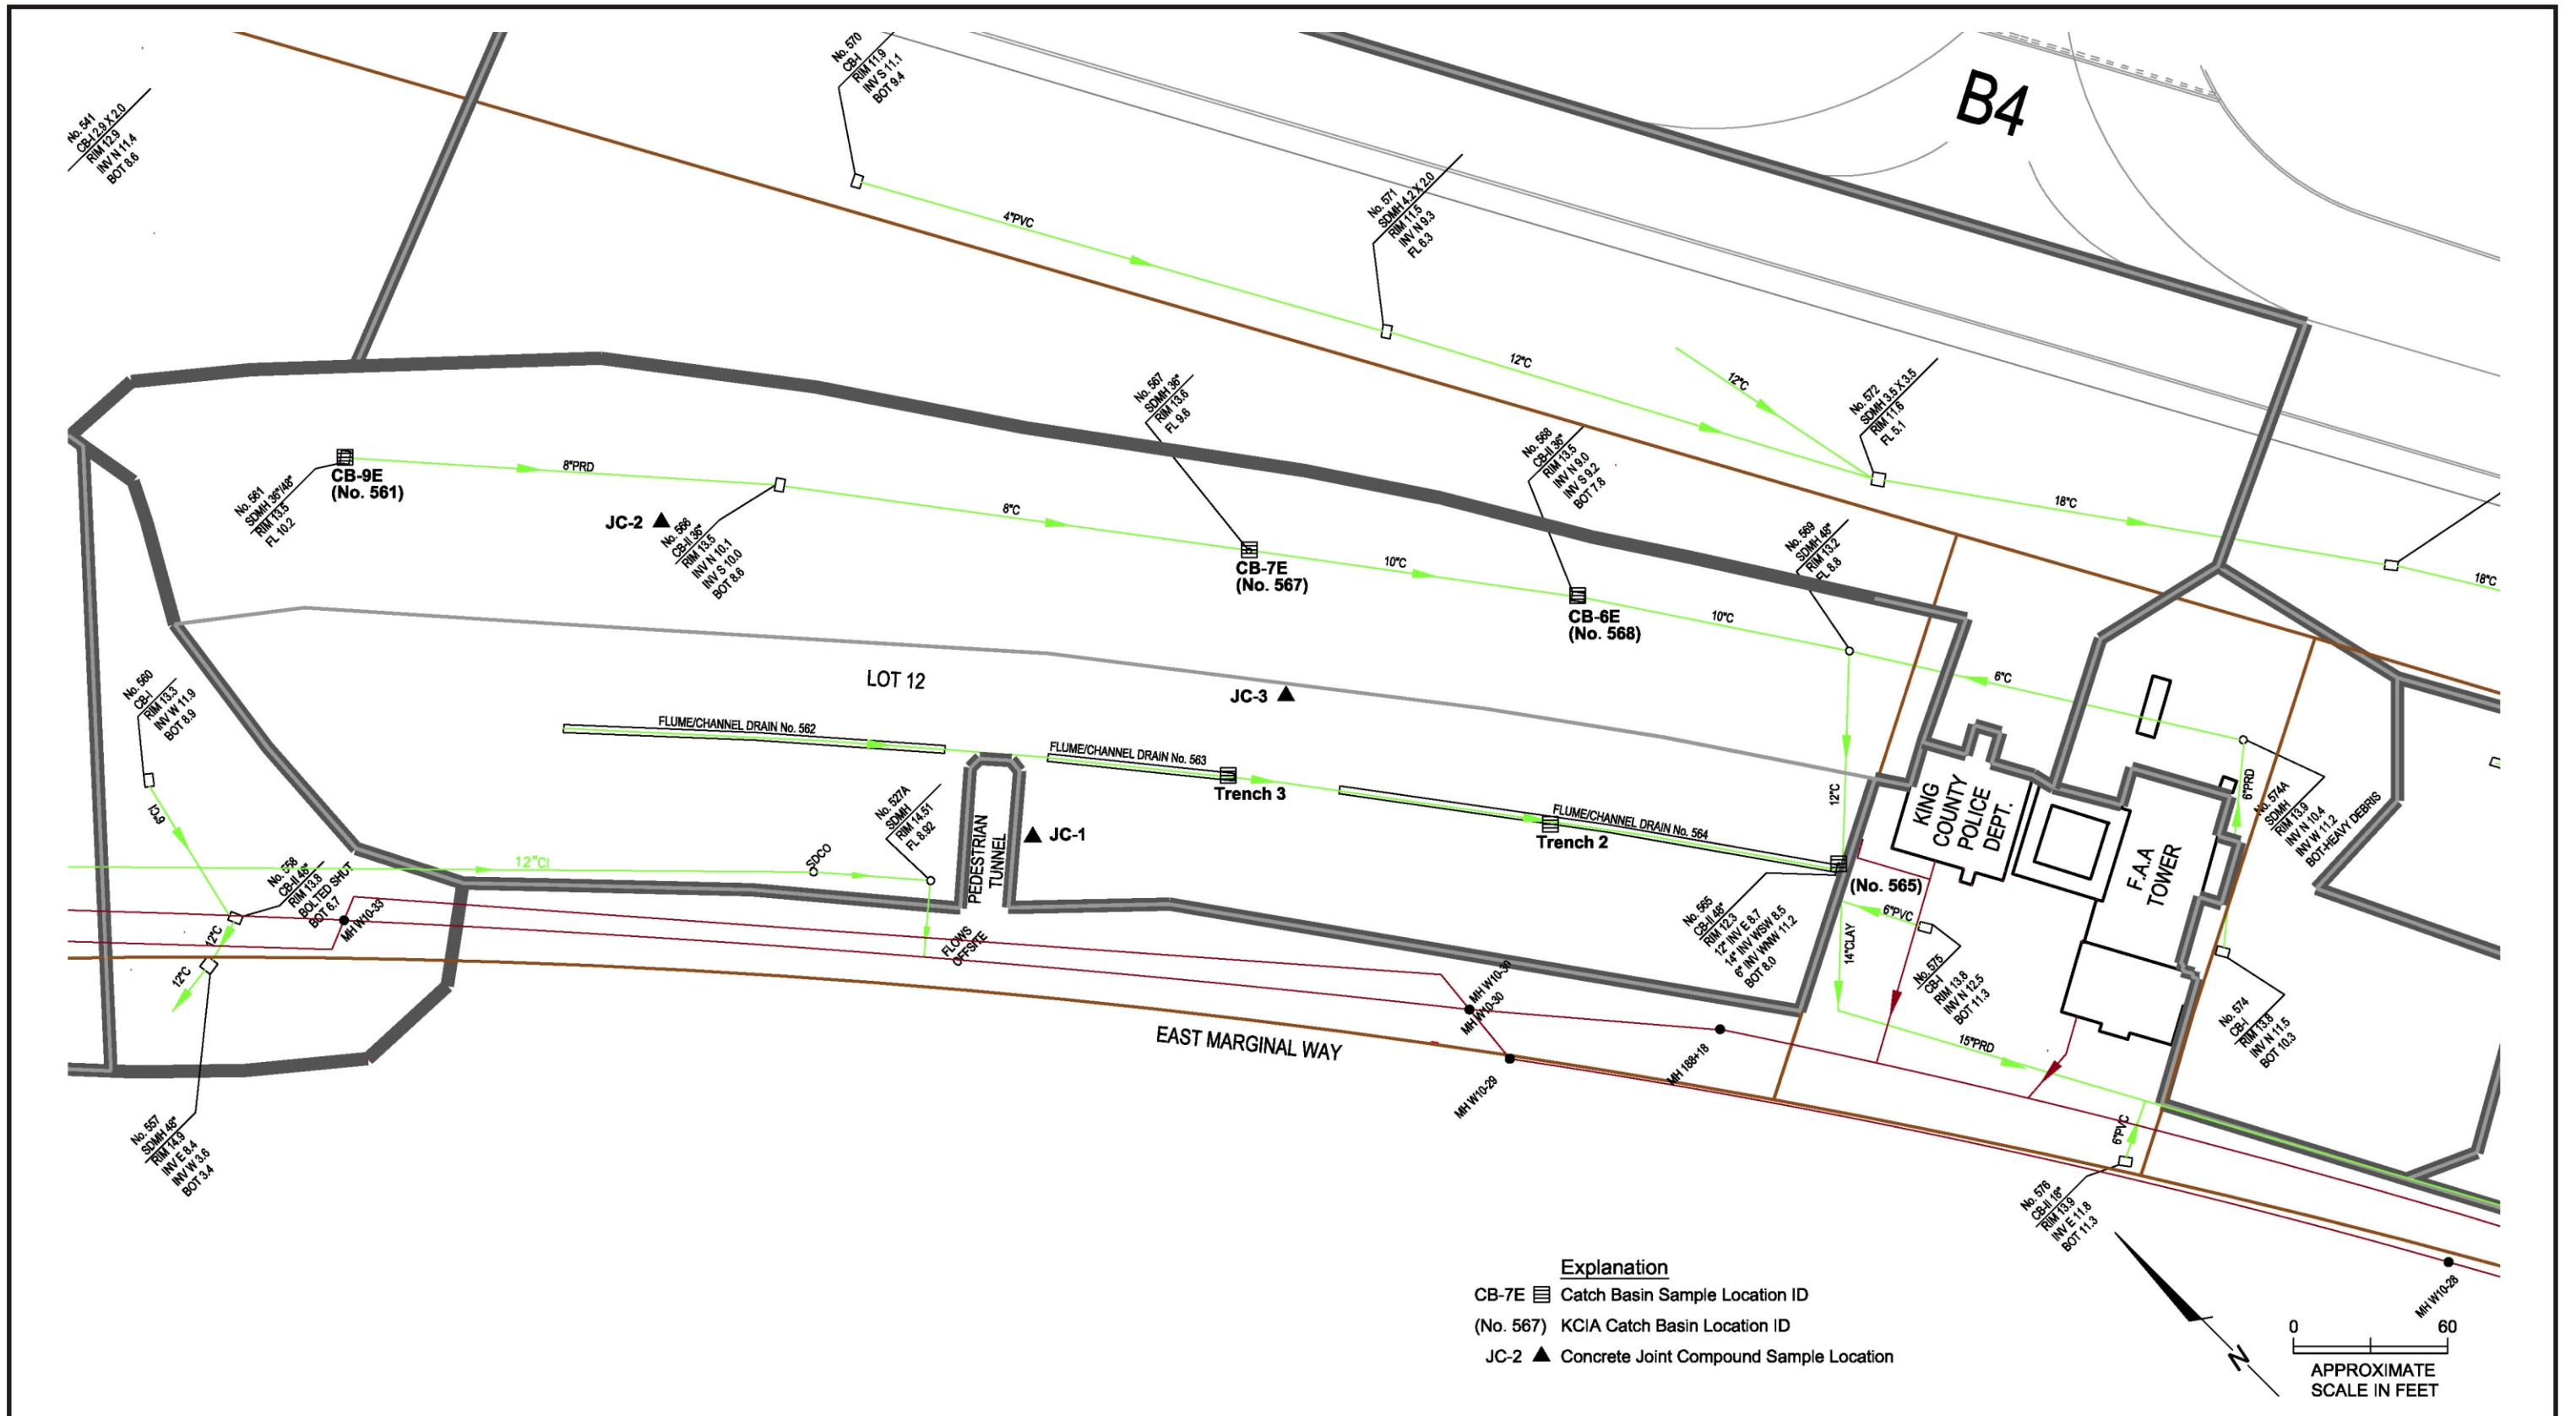 No. 570
CB-I
RIM 11.9
INV S 11.1
BOT 9.4
B4
No. 541
CB-I 2.9 X 2.0
RIM 12.9
INV N 11.4
BOT 8.6
4"PVC
No. 571
SDMH 4.2 X 2.0
RIM 11.5
INV N 9.3
FL 6.3
12"C
12"C
No. 572
SDMH 3.5 X 3.5
RIM 11.6
FL 5.1
18"C
18"C
No. 567
SDMH 36"
RIM 13.6
FL 9.6
No. 568
CB-II 36"
RIM 13.5
INV N 9.0
INV S 9.2
BOT 7.8
No. 569
SDMH 48"
RIM 13.2
FL 8.8
CB-9E
(No. 561)
8"PRD
No. 561
SDMH 36"/48"
RIM 13.5
FL 10.2
JC-2
No. 566
CB-II 36"
RIM 13.5
INV N 10.1
INV S 10.0
BOT 8.6
8"C
CB-7E
(No. 567)
10"C
CB-6E
(No. 568)
10"C
6"C
LOT 12
JC-3
No. 560
CB-I
RIM 13.3
INV W 11.9
BOT 8.9
FLUME/CHANNEL DRAIN No. 562
FLUME/CHANNEL DRAIN No. 563
Trench 3
FLUME/CHANNEL DRAIN No. 564
Trench 2
12"C
KING
COUNTY
POLICE
DEPT.
F.A.A
TOWER
6"PRD
No. 574A
SDMH
RIM 13.9
INV N 10.4
INV W 11.2
BOT-HEAVY DEBRIS
No. 527A
SDMH
RIM 14.51
FL 8.92
PEDESTRIAN
TUNNEL
JC-1
12"CI
SDCO
No. 558
CB-II 48"
RIM 13.8
BOLTED SHUT
BOT 6.7
MH W10-33
12"C
12"C
FLOWS
OFFSITE
(No. 565)
No. 565
CB-II 48"
RIM 12.3
12" INV E 8.7
14" INV WSW 8.5
6" INV WNW 11.2
BOT 8.0
6"PVC
14"CLAY
No. 575
CB-I
RIM 13.8
INV N 12.5
BOT 11.3
No. 574
CB-I
RIM 13.8
INV N 11.5
BOT 10.3
MH W10-30
MH W10-30
EAST MARGINAL WAY
MH W10-29
MH 188+18
15"PRD
6"PVC
No. 557
SDMH 48"
RIM 14.9
INV E 8.4
INV W 3.6
BOT 3.4
No. 576
CB-II 18"
RIM 13.9
INV E 11.8
BOT 11.3
MH W10-28
Explanation
CB-7E Catch Basin Sample Location ID
(No. 567) KCIA Catch Basin Location ID
JC-2 Concrete Joint Compound Sample Location
N
0 60
APPROXIMATE
SCALE IN FEET